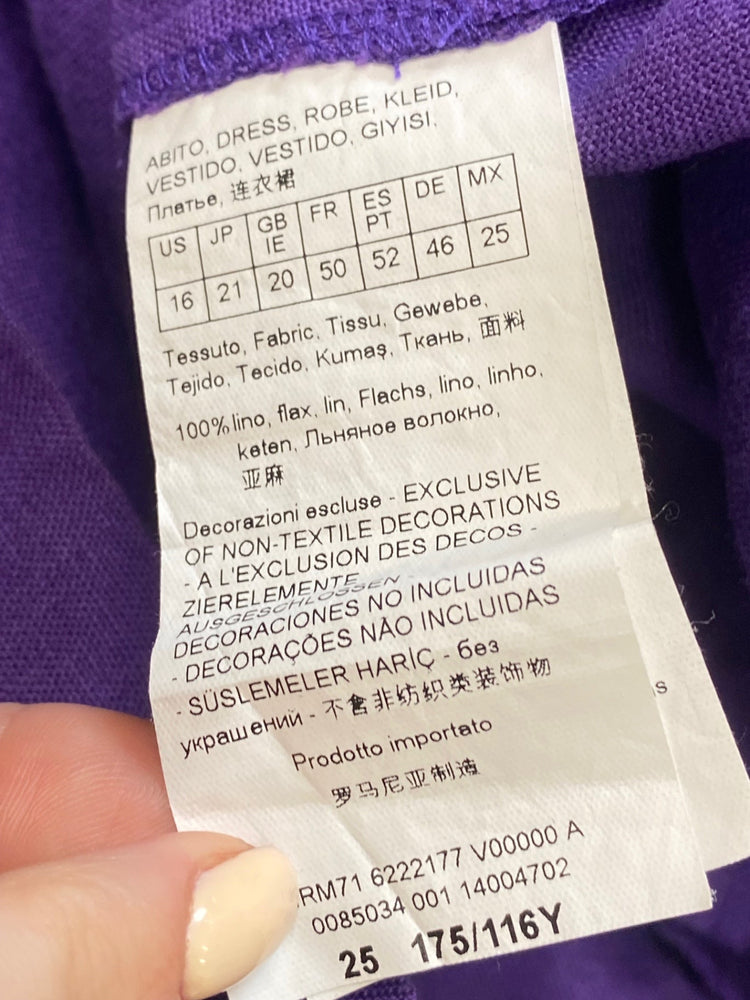 ABITO, DRESS, ROBE, KLEID,
VESTIDO, VESTIDO, GIYISI,
Платье, 连衣裙
US JP GB IE FR ES PT DE MX
16 21 20 50 52 46 25
Tessuto, Fabric, Tissu, Gewebe,
Tejido, Tecido, Kumaş, Ткань, 面料
100% lino, flax, lin, Flachs, lino, linho,
keten, Льняное волокно,
亚麻
Decorazioni escluse - EXCLUSIVE
OF NON-TEXTILE DECORATIONS
- A L'EXCLUSION DES DECOS -
ZIERELEMENTE
AUSGESCHLOSSEN -
DECORACIONES NO INCLUIDAS
- DECORAÇÕES NÃO INCLUIDAS
- SÜSLEMELER HARİÇ - без
украшений - 不含非纺织类装饰物
Prodotto importato
罗马尼亚制造
RM71 6222177 V00000 A
0085034 001 14004702
25 175/116Y
s